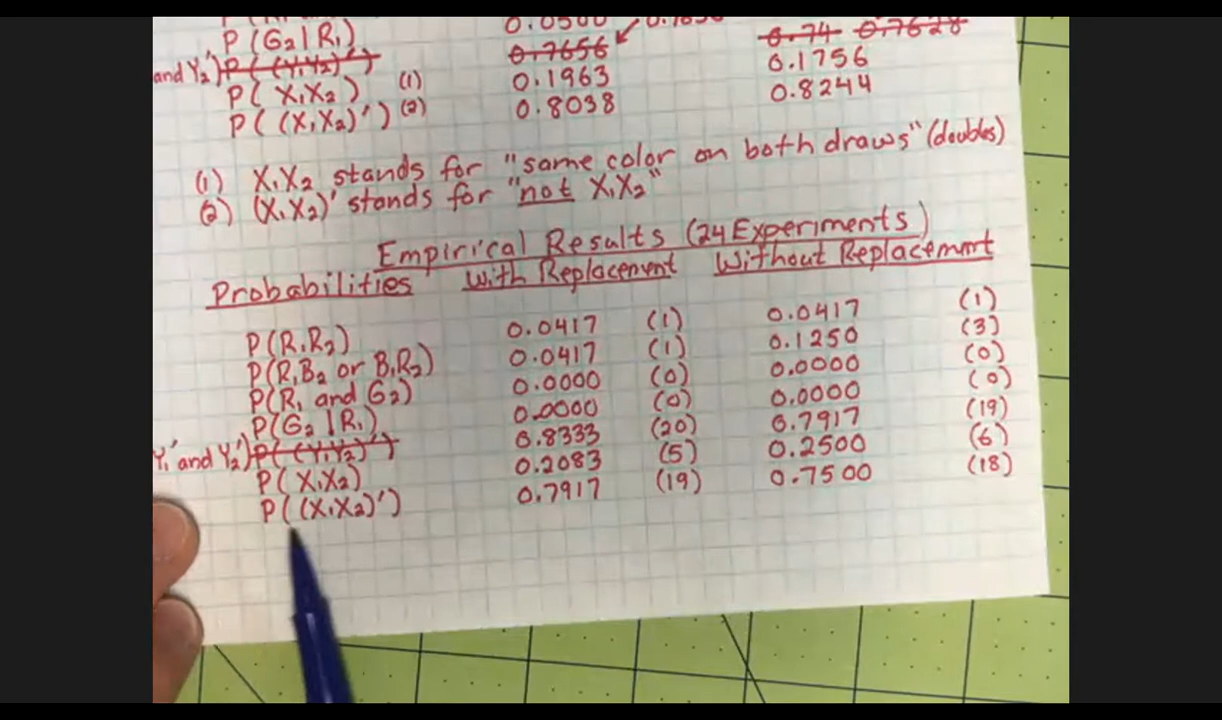 P(G₂|R₁) 0.7656 0.74 0.7628
and Y₂') P((Y₁Y₂)')
P(X₁X₂) (1) 0.1963 0.1756
P((X₁X₂)') (2) 0.8038 0.8244
(1) X₁X₂ stands for "same color on both draws" (doubles)
(2) (X₁X₂)' stands for "not X₁X₂"
Empirical Results (24 Experiments)
Probabilities With Replacement Without Replacement
P(R₁R₂) 0.0417 (1) 0.0417 (1)
P(R₁B₂ or B₁R₂) 0.0417 (1) 0.1250 (3)
P(R₁ and G₂) 0.0000 (0) 0.0000 (0)
P(G₂|R₁) 0.0000 (0) 0.0000 (0)
Y₁' and Y₂') P((Y₁Y₂)') 0.8333 (20) 0.7917 (19)
P(X₁X₂) 0.2083 (5) 0.2500 (6)
P((X₁X₂)') 0.7917 (19) 0.7500 (18)